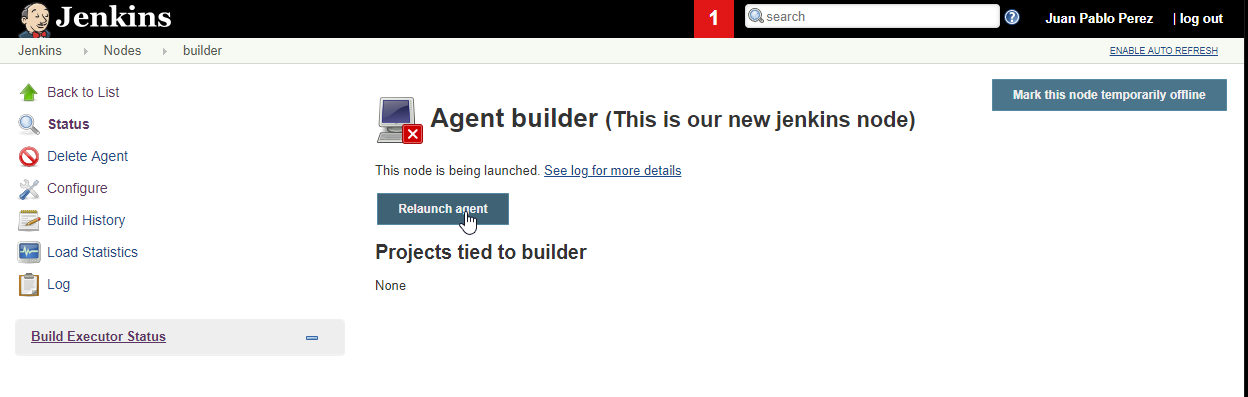 Jenkins
1
search
Juan Pablo Perez
| log out
Jenkins Nodes builder
ENABLE AUTO REFRESH
Back to List
Status
Delete Agent
Configure
Build History
Load Statistics
Log
Build Executor Status
Mark this node temporarily offline
Agent builder (This is our new jenkins node)
This node is being launched. See log for more details
Relaunch agent
Projects tied to builder
None